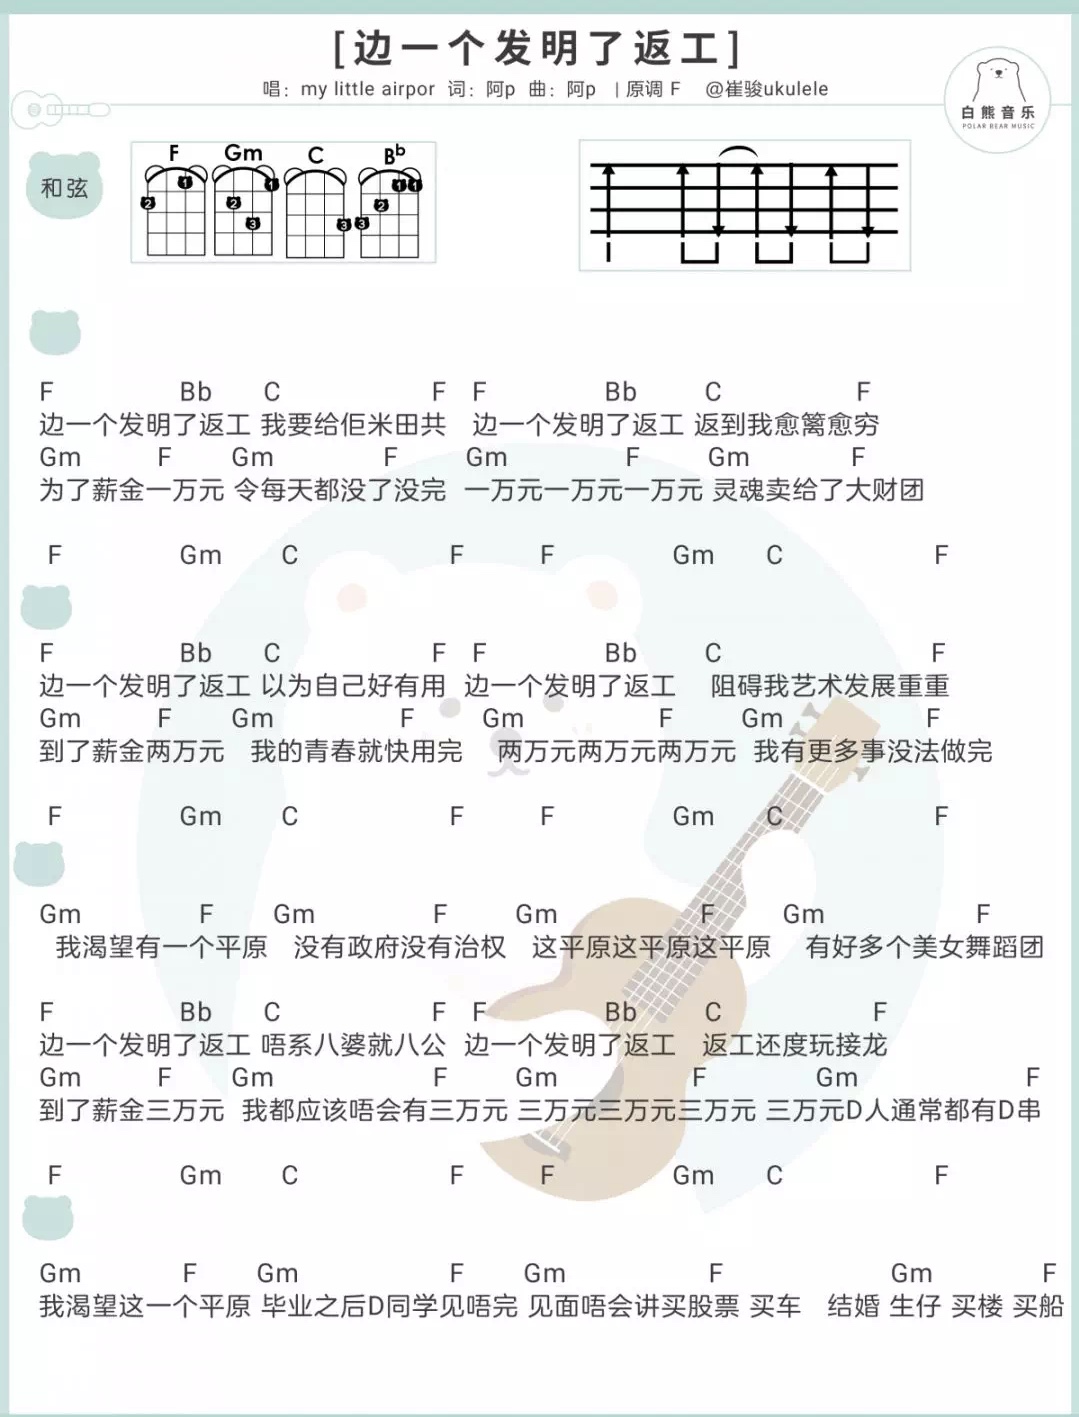 [边一个发明了返工]
唱：my little airpor 词：阿p 曲：阿p | 原调 F @崔骏ukulele
白熊音乐
POLAR BEAR MUSIC
和弦
F Gm C Bb
2 1 2 3 1 3 3 2 1 1
F Bb C F F Bb C F
边一个发明了返工 我要给佢米田共 边一个发明了返工 返到我愈篱愈穷
Gm F Gm F Gm F Gm F
为了薪金一万元 令每天都没了没完 一万元一万元一万元 灵魂卖给了大财团
F Gm C F F Gm C F
F Bb C F F Bb C F
边一个发明了返工 以为自己好有用 边一个发明了返工 阻碍我艺术发展重重
Gm F Gm F Gm F Gm F
到了薪金两万元 我的青春就快用完 两万元两万元两万元 我有更多事没法做完
F Gm C F F Gm C F
Gm F Gm F Gm F Gm F
我渴望有一个平原 没有政府没有治权 这平原这平原这平原 有好多个美女舞蹈团
F Bb C F F Bb C F
边一个发明了返工 唔系八婆就八公 边一个发明了返工 返工还度玩接龙
Gm F Gm F Gm F Gm F
到了薪金三万元 我都应该唔会有三万元 三万元三万元三万元 三万元D人通常都有D串
F Gm C F F Gm C F
Gm F Gm F Gm F Gm F
我渴望这一个平原 毕业之后D同学见唔完 见面唔会讲买股票 买车 结婚 生仔 买楼 买船